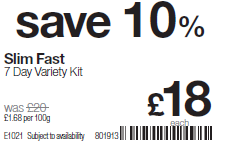 save 10%
Slim Fast
7 Day Variety Kit
was £20
£1.68 per 100g
£18
each
E1021 Subject to availability 801913